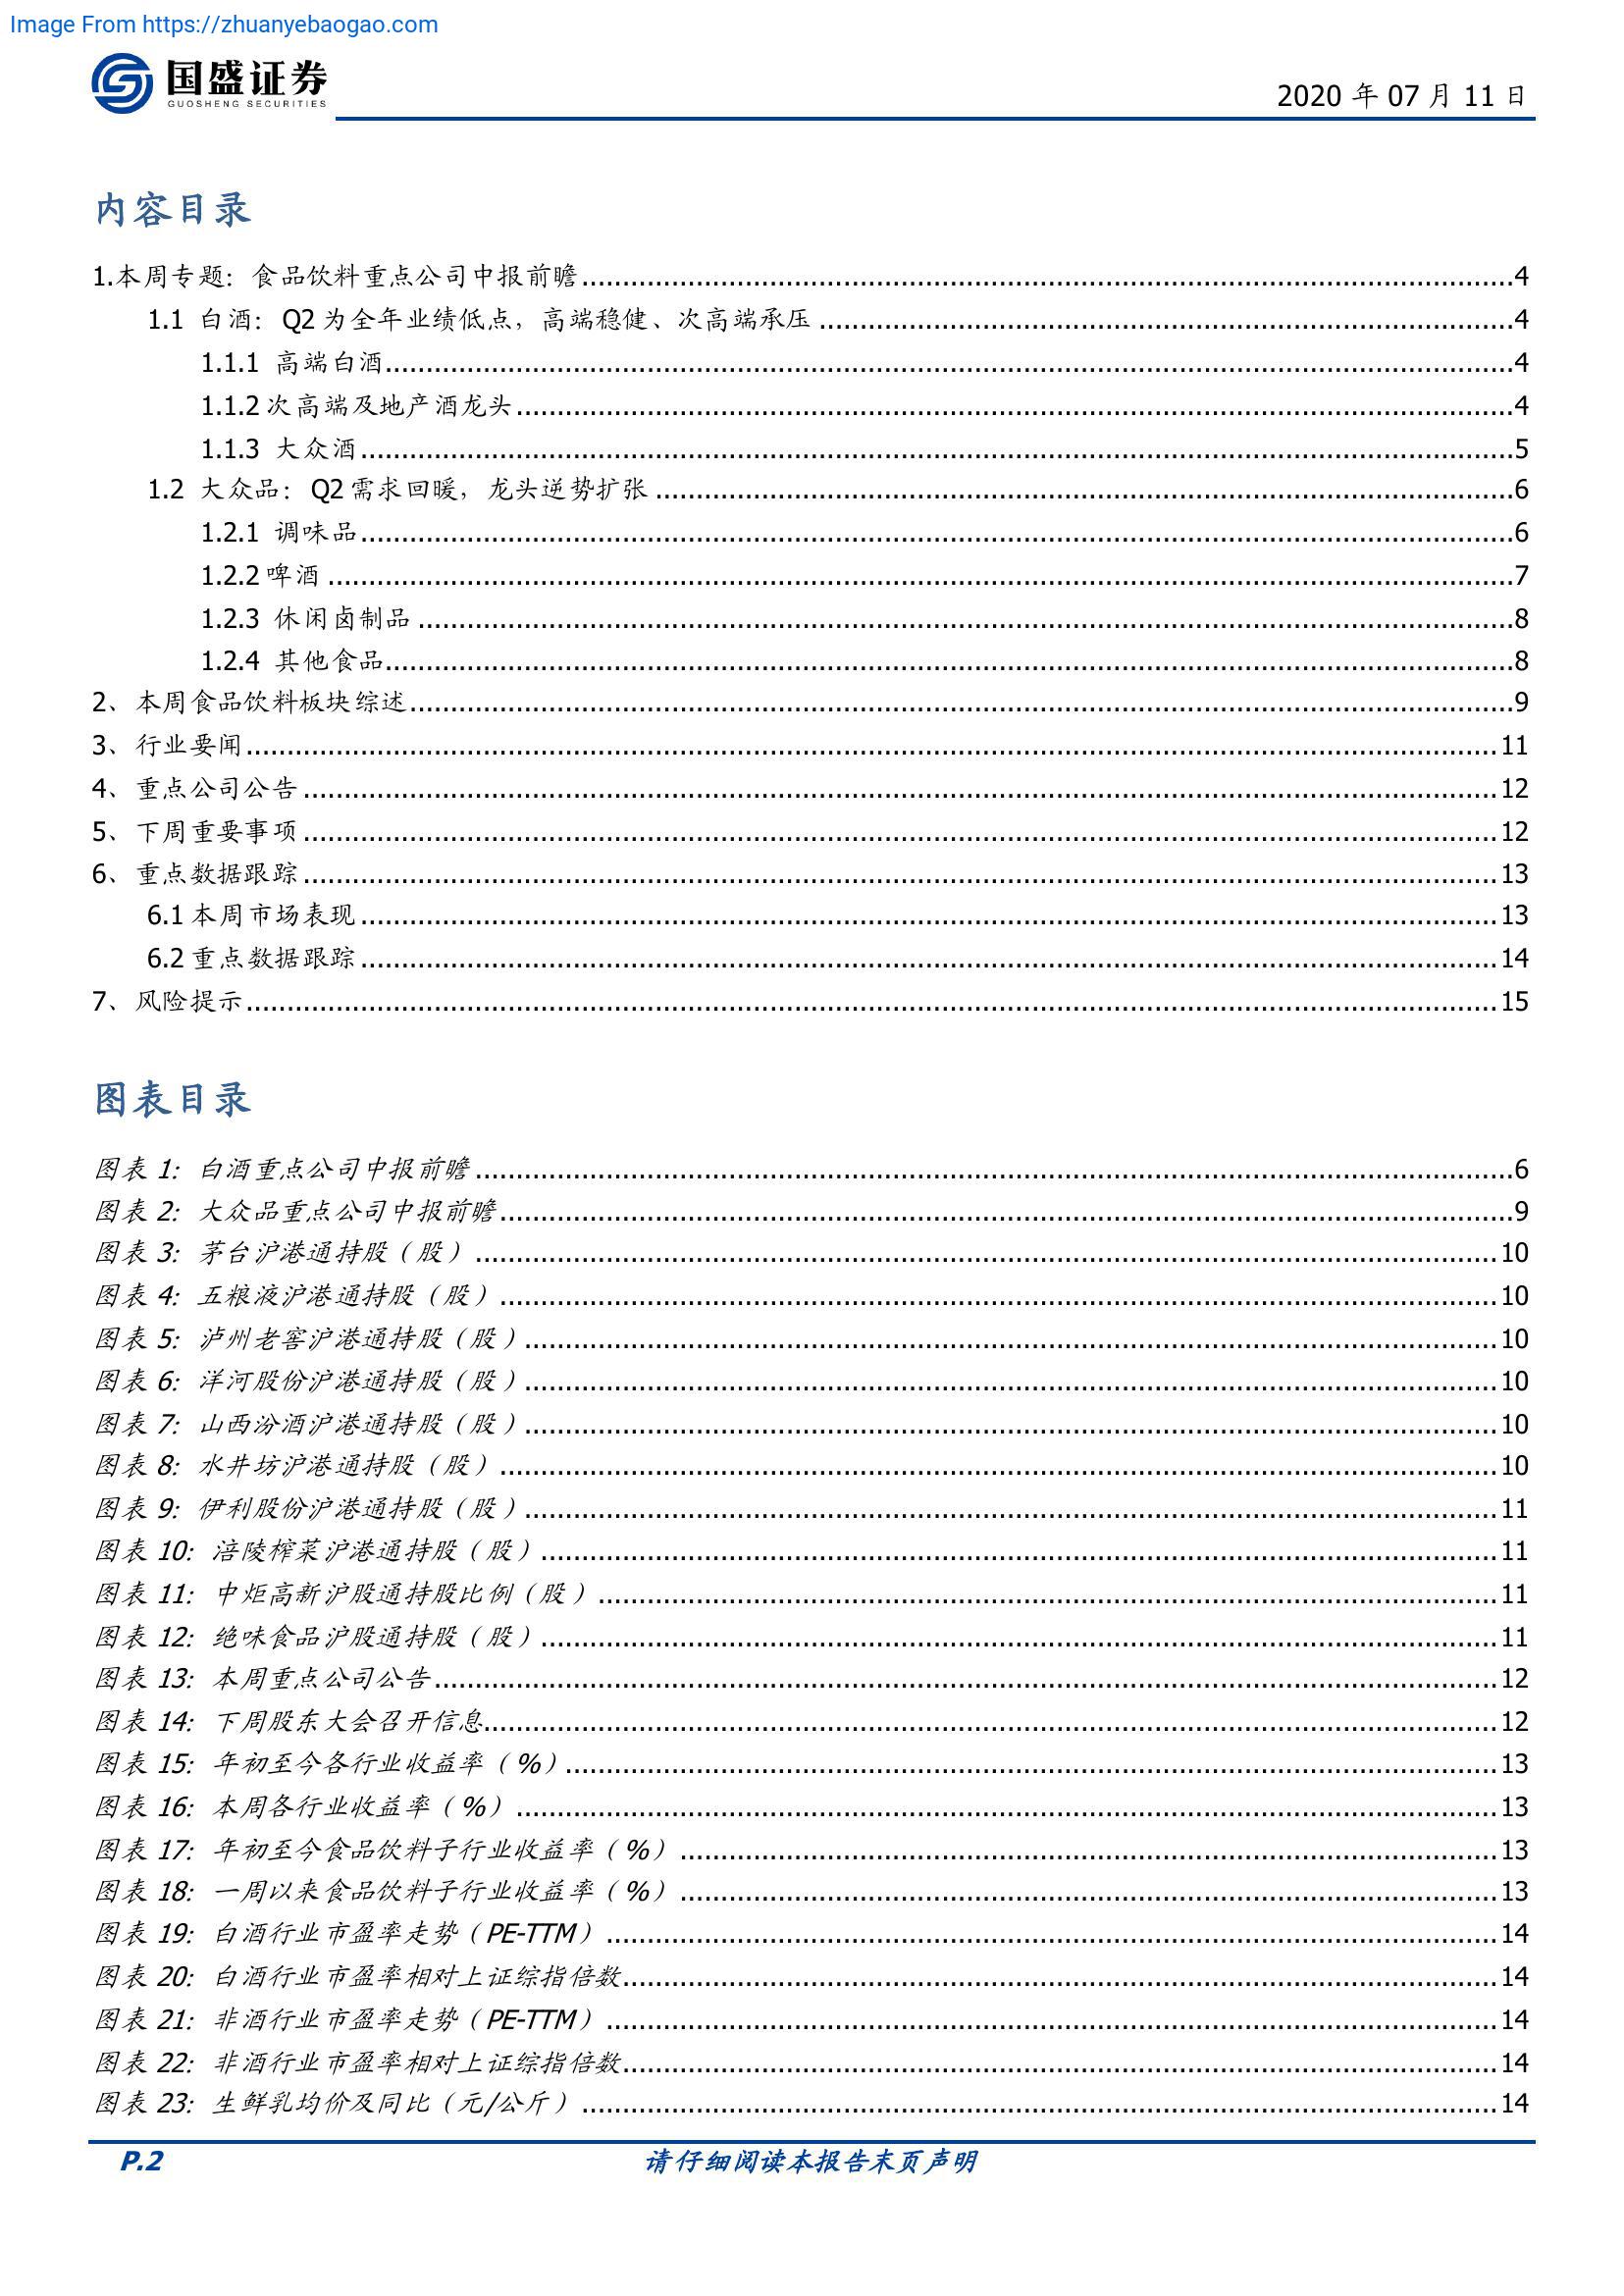 Image From https://zhuanyebaogao.com
国盛证券
GUOSHENG SECURITIES
2020 年 07 月 11 日
内容目录
1.本周专题：食品饮料重点公司中报前瞻 4
1.1 白酒：Q2 为全年业绩低点，高端稳健、次高端承压 4
1.1.1 高端白酒 4
1.1.2 次高端及地产酒龙头 4
1.1.3 大众酒 5
1.2 大众品：Q2 需求回暖，龙头逆势扩张 6
1.2.1 调味品 6
1.2.2 啤酒 7
1.2.3 休闲卤制品 8
1.2.4 其他食品 8
2、本周食品饮料板块综述 9
3、行业要闻 11
4、重点公司公告 12
5、下周重要事项 12
6、重点数据跟踪 13
6.1 本周市场表现 13
6.2 重点数据跟踪 14
7、风险提示 15
图表目录
图表 1：白酒重点公司中报前瞻 6
图表 2：大众品重点公司中报前瞻 9
图表 3：茅台沪港通持股（股） 10
图表 4：五粮液沪港通持股（股） 10
图表 5：泸州老窖沪港通持股（股） 10
图表 6：洋河股份沪港通持股（股） 10
图表 7：山西汾酒沪港通持股（股） 10
图表 8：水井坊沪港通持股（股） 10
图表 9：伊利股份沪港通持股（股） 11
图表 10：涪陵榨菜沪港通持股（股） 11
图表 11：中炬高新沪股通持股比例（股） 11
图表 12：绝味食品沪股通持股（股） 11
图表 13：本周重点公司公告 12
图表 14：下周股东大会召开信息 12
图表 15：年初至今各行业收益率（%） 13
图表 16：本周各行业收益率（%） 13
图表 17：年初至今食品饮料子行业收益率（%） 13
图表 18：一周以来食品饮料子行业收益率（%） 13
图表 19：白酒行业市盈率走势（PE-TTM） 14
图表 20：白酒行业市盈率相对上证综指倍数 14
图表 21：非酒行业市盈率走势（PE-TTM） 14
图表 22：非酒行业市盈率相对上证综指倍数 14
图表 23：生鲜乳均价及同比（元/公斤） 14
P.2 请仔细阅读本报告末页声明